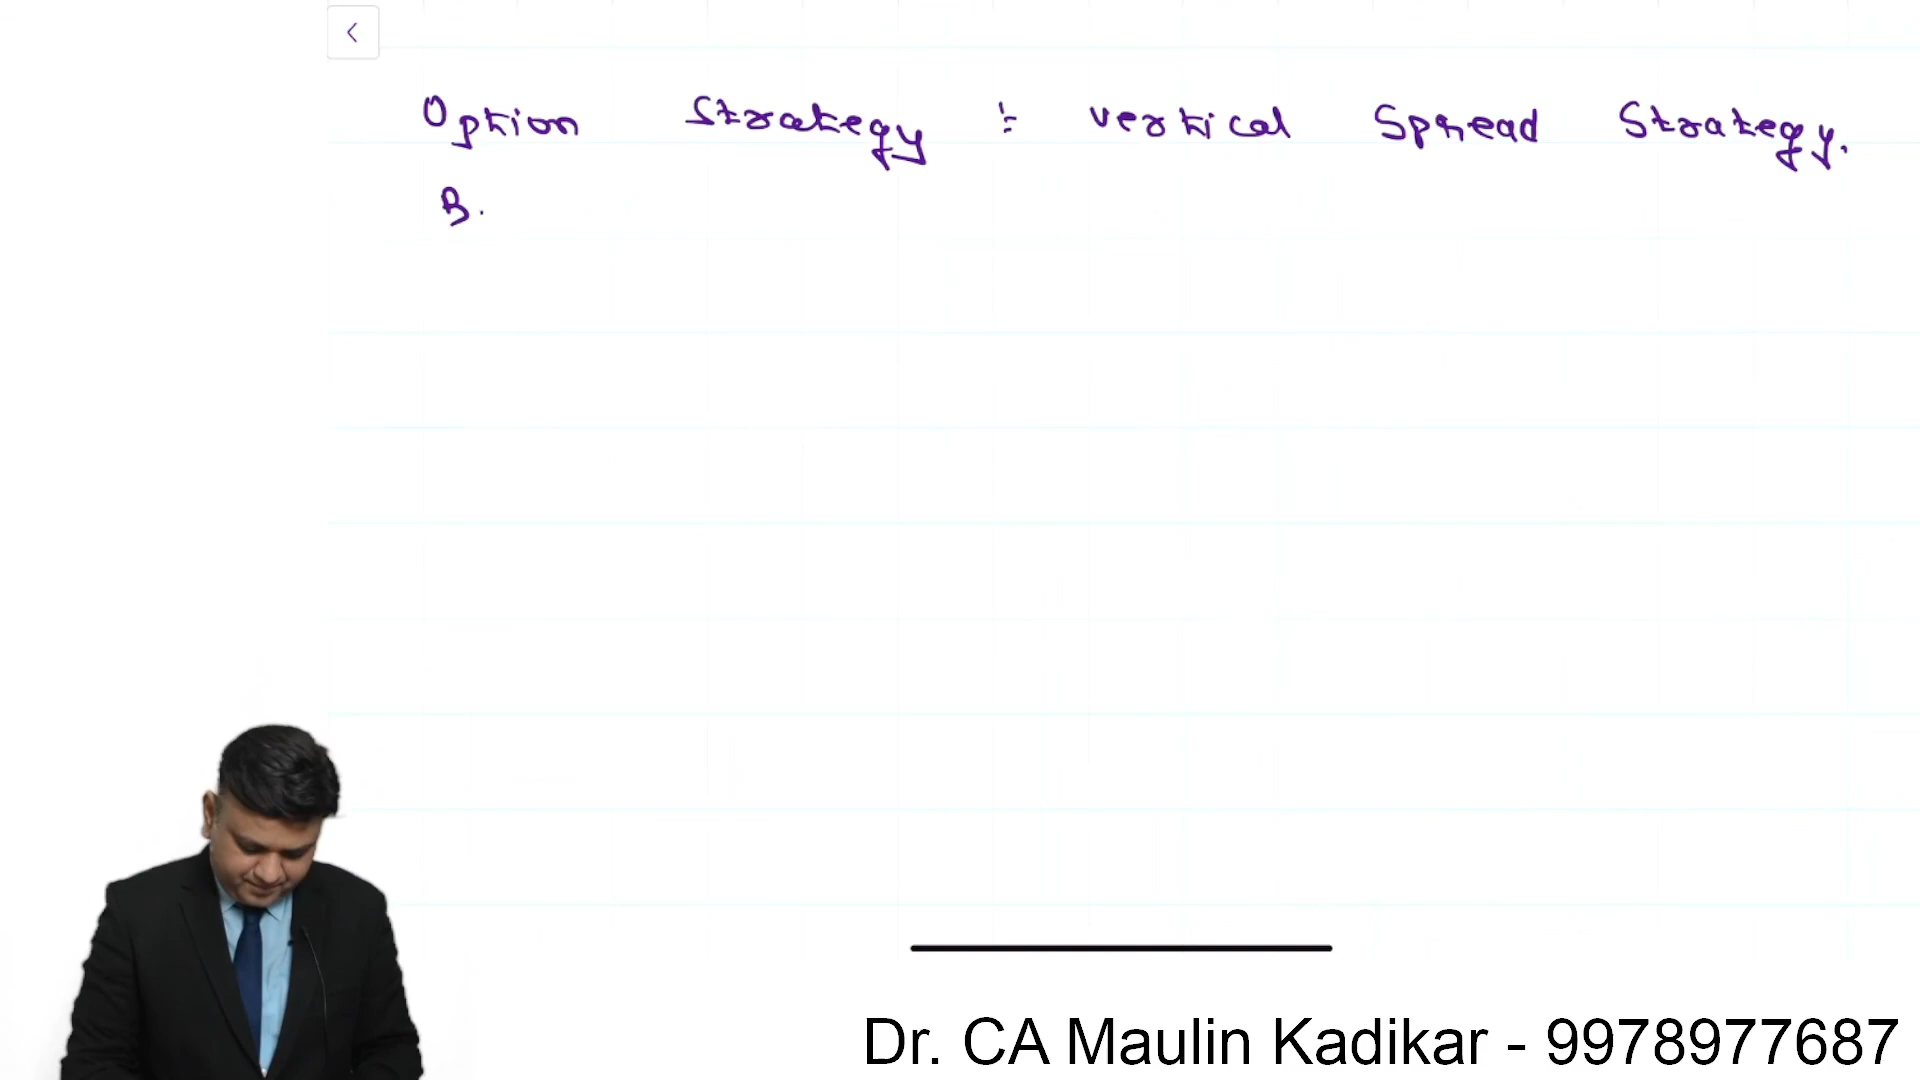 Option Strategy :- Vertical Spread Strategy.
B.
Dr. CA Maulin Kadikar - 9978977687